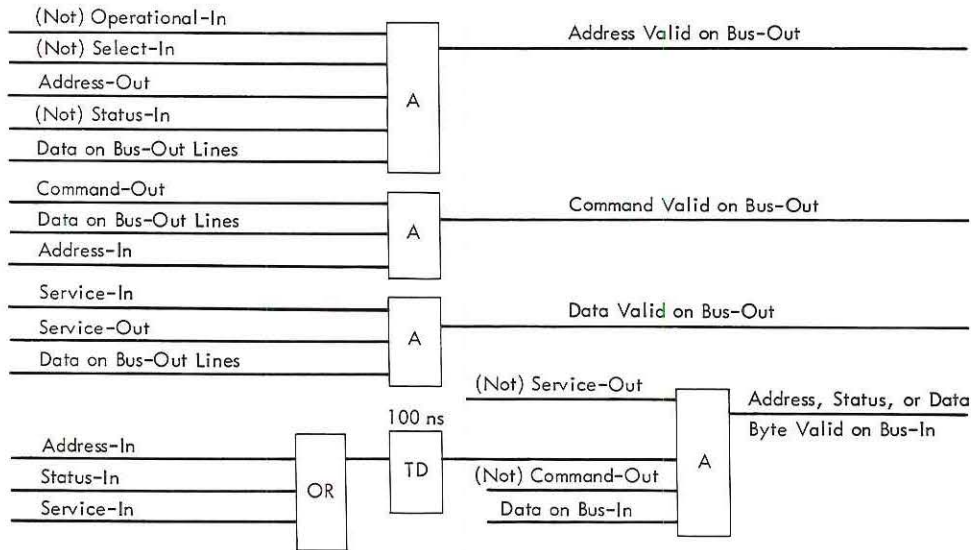 (Not) Operational-In
(Not) Select-In
Address-Out
(Not) Status-In
Data on Bus-Out Lines
A
Address Valid on Bus-Out
Command-Out
Data on Bus-Out Lines
Address-In
A
Command Valid on Bus-Out
Service-In
Service-Out
Data on Bus-Out Lines
A
Data Valid on Bus-Out
(Not) Service-Out
Address-In
Status-In
Service-In
OR
100 ns
TD
(Not) Command-Out
Data on Bus-In
A
Address, Status, or Data
Byte Valid on Bus-In